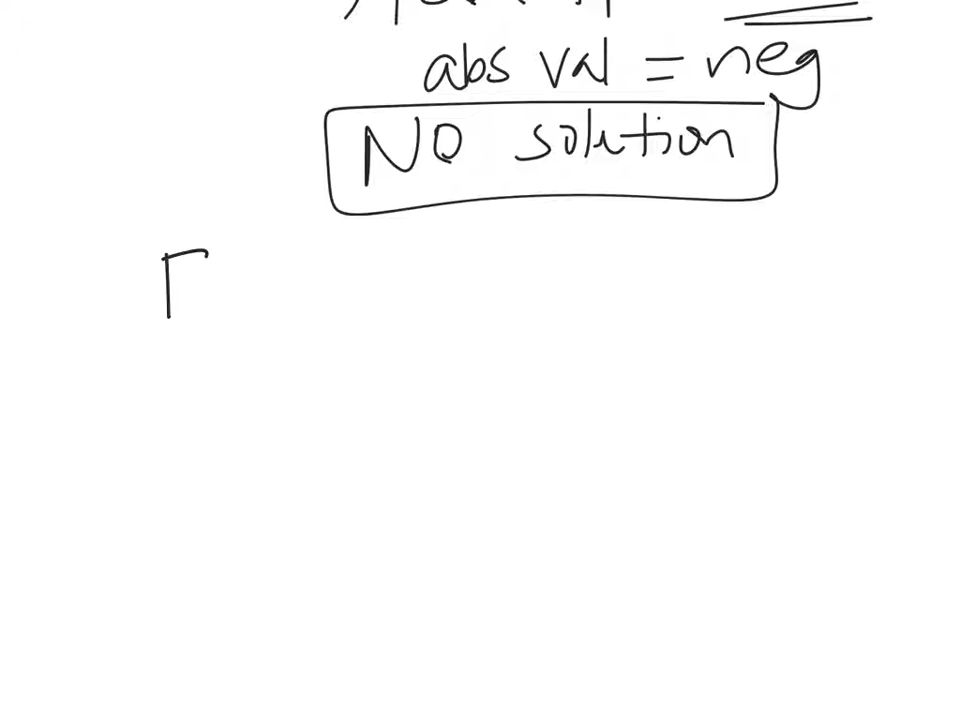 abs val = neg
NO solution